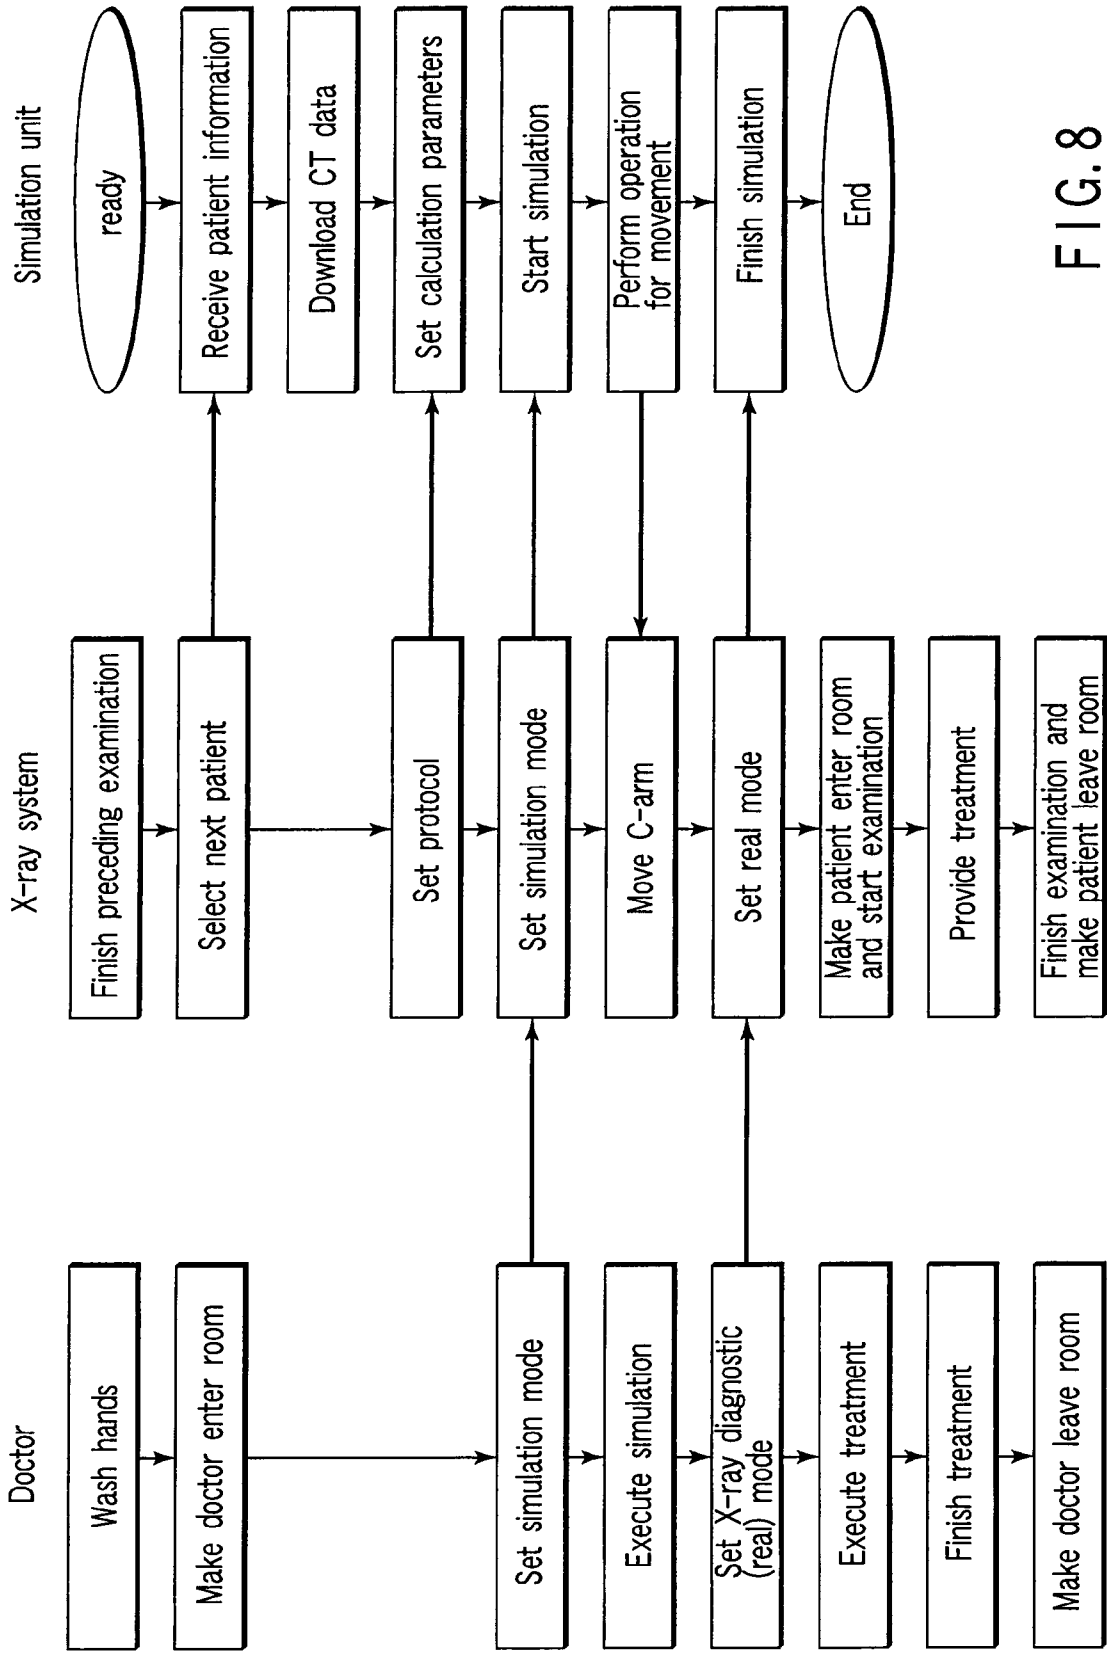 Doctor
Wash hands
Make doctor enter room
Set simulation mode
Execute simulation
Set X-ray diagnostic
(real) mode
Execute treatment
Finish treatment
Make doctor leave room
X-ray system
Finish preceding examination
Select next patient
Set protocol
Set simulation mode
Move C-arm
Set real mode
Make patient enter room
and start examination
Provide treatment
Finish examination and
make patient leave room
Simulation unit
ready
Receive patient information
Download CT data
Set calculation parameters
Start simulation
Perform operation
for movement
Finish simulation
End
FIG. 8